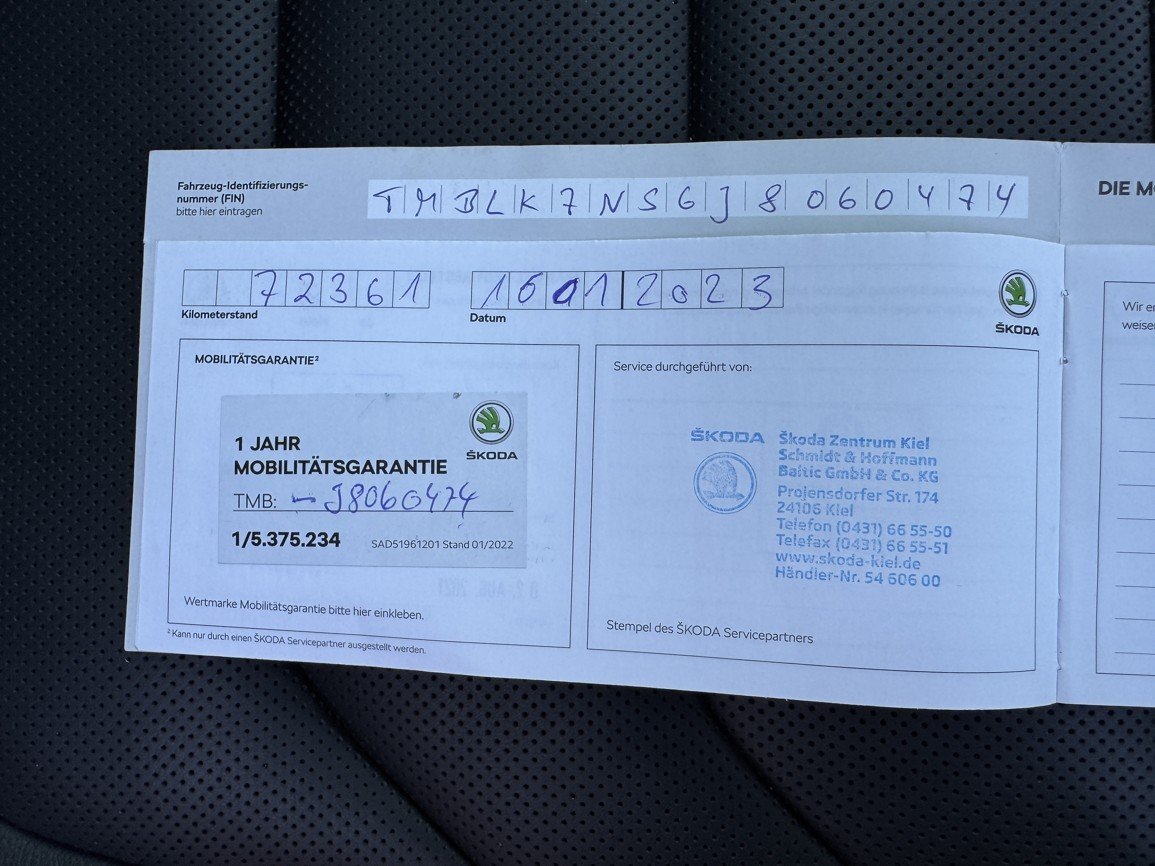 Fahrzeug-Identifizierungs-
nummer (FIN)
bitte hier eintragen
TMBLK7NS6J8060474
DIE M
72361
Kilometerstand
16012023
Datum
ŠKODA
Wir er
weisen
MOBILITÄTSGARANTIE²
1 JAHR
MOBILITÄTSGARANTIE
ŠKODA
TMB: - J8060474
1/5.375.234
SAD51961201 Stand 01/2022
Wertmarke Mobilitätsgarantie bitte hier einkleben.
² Kann nur durch einen ŠKODA Servicepartner ausgestellt werden.
Service durchgeführt von:
ŠKODA
Škoda Zentrum Kiel
Schmidt & Hoffmann
Baltic GmbH & Co. KG
Projensdorfer Str. 174
24106 Kiel
Telefon (0431) 66 55-50
Telefax (0431) 66 55-51
www.skoda-kiel.de
Händler-Nr. 54 606 00
Stempel des ŠKODA Servicepartners